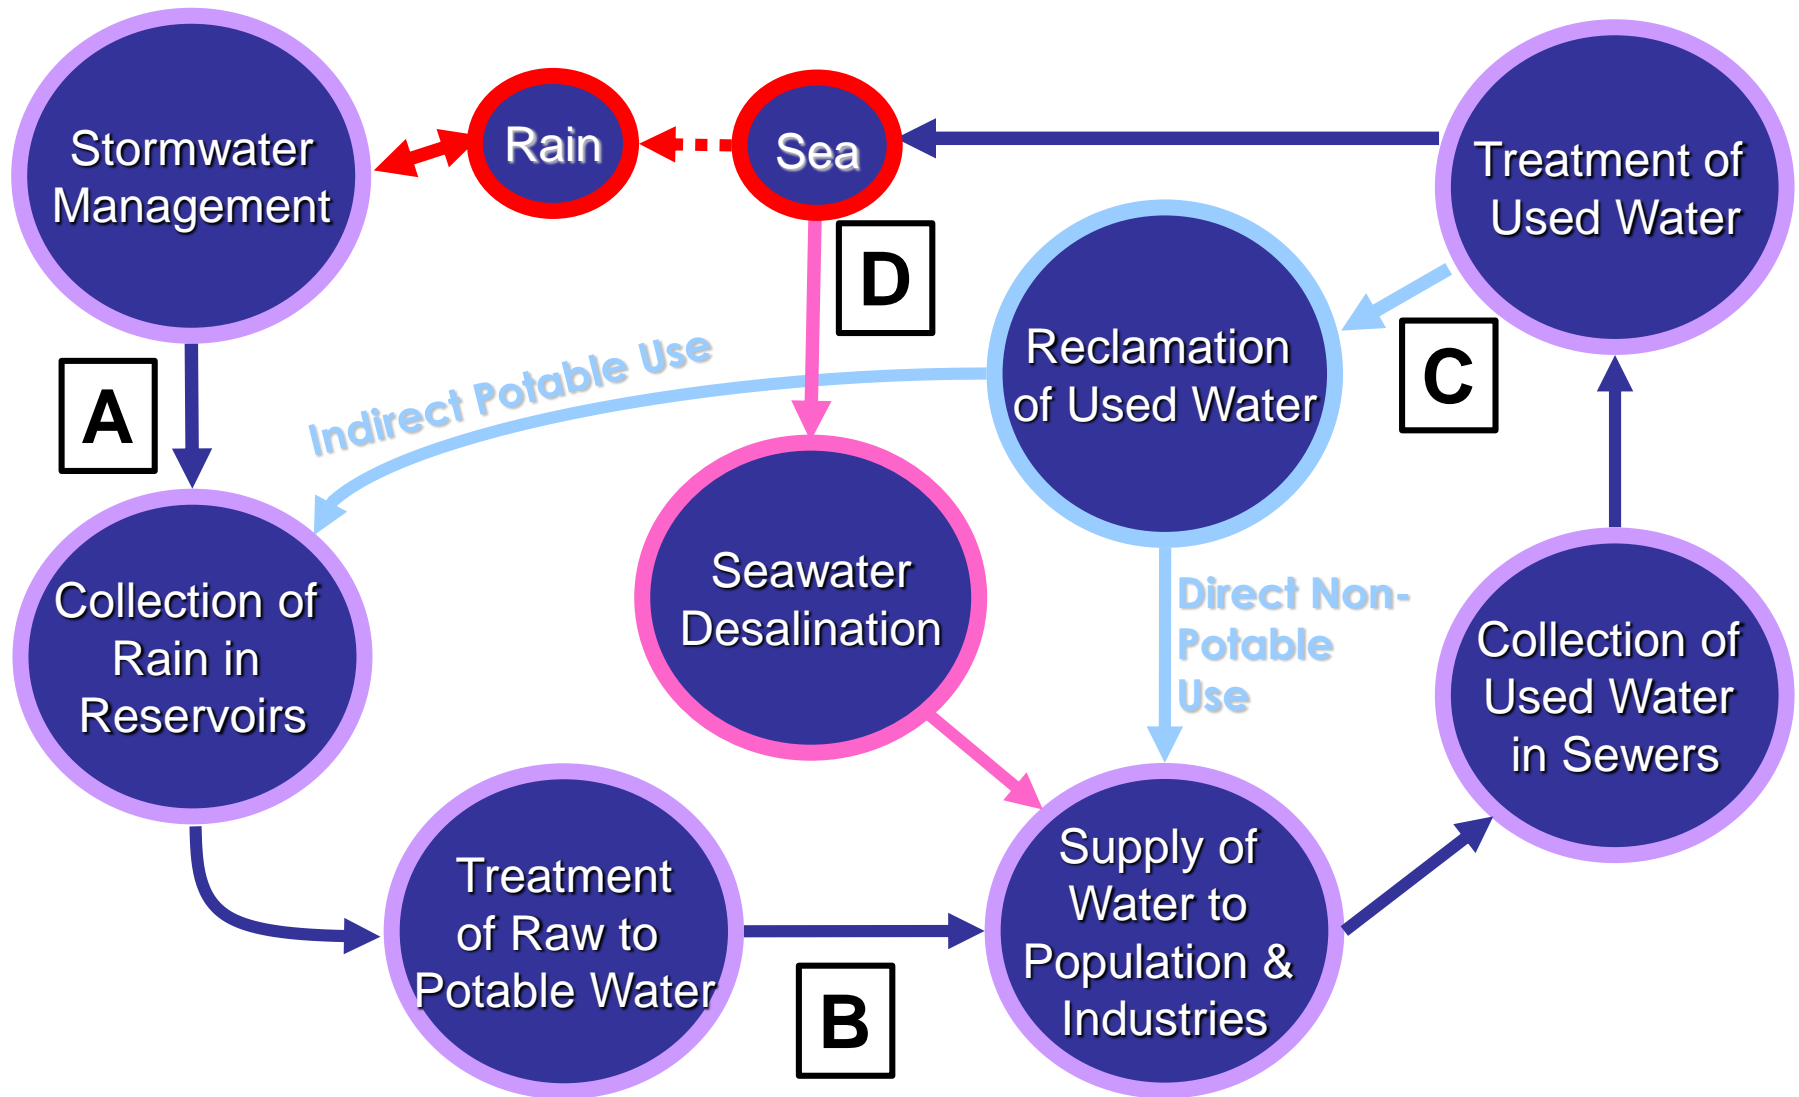 Stormwater
Management
Rain
Sea
Treatment of
Used Water
D
Reclamation
of Used Water
C
A
Indirect Potable Use
Collection of
Rain in
Reservoirs
Seawater
Desalination
Direct Non-
Potable
Use
Collection of
Used Water
in Sewers
Treatment
of Raw to
Potable Water
B
Supply of
Water to
Population &
Industries